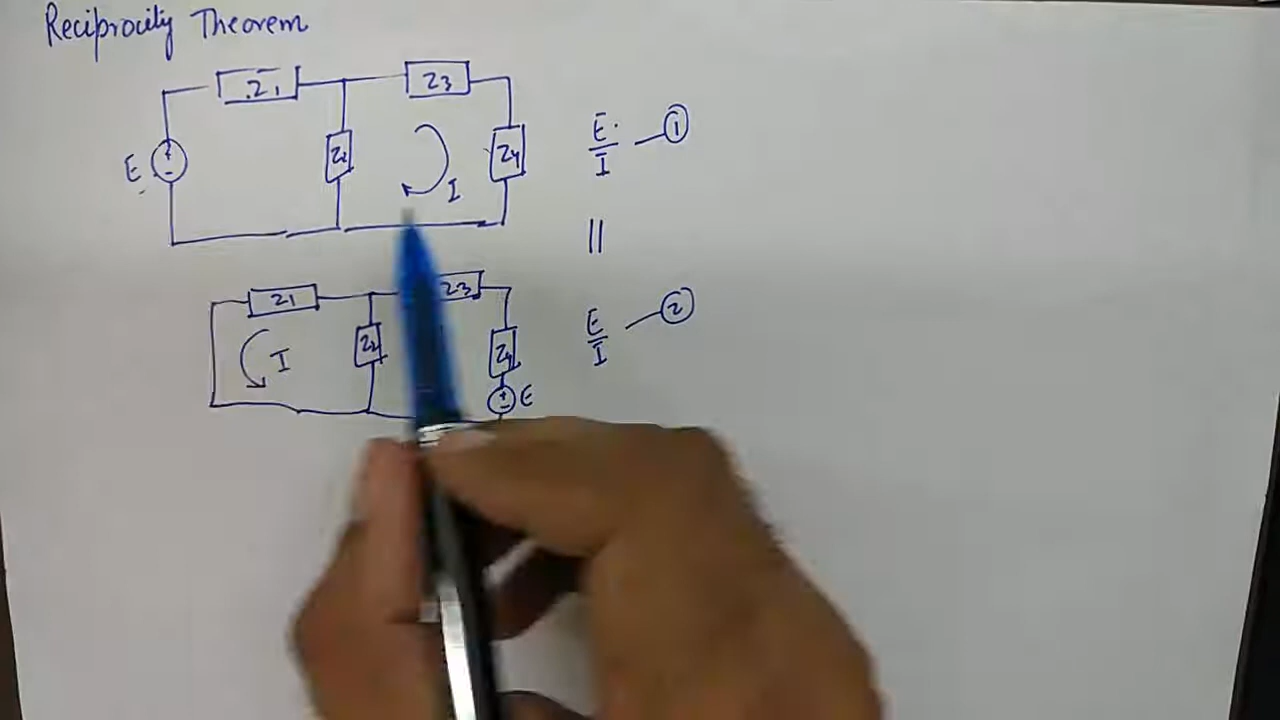 Reciprocity Theorem
Z1
Z3
E
+
-
Z2
I
Z4
E
I
1
||
Z1
Z3
I
Z2
Z4
+
-
E
E
I
2